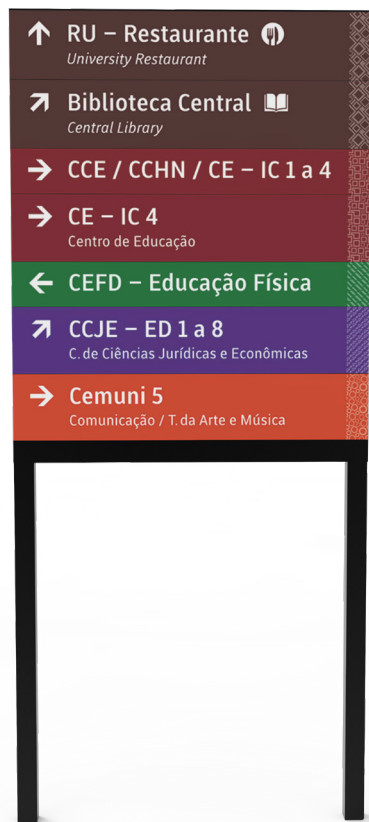 RU – Restaurante
University Restaurant
Biblioteca Central
Central Library
CCE / CCHN / CE – IC 1 a 4
CE – IC 4
Centro de Educação
CEFD – Educação Física
CCJE – ED 1 a 8
C. de Ciências Jurídicas e Econômicas
Cemuni 5
Comunicação / T. da Arte e Música